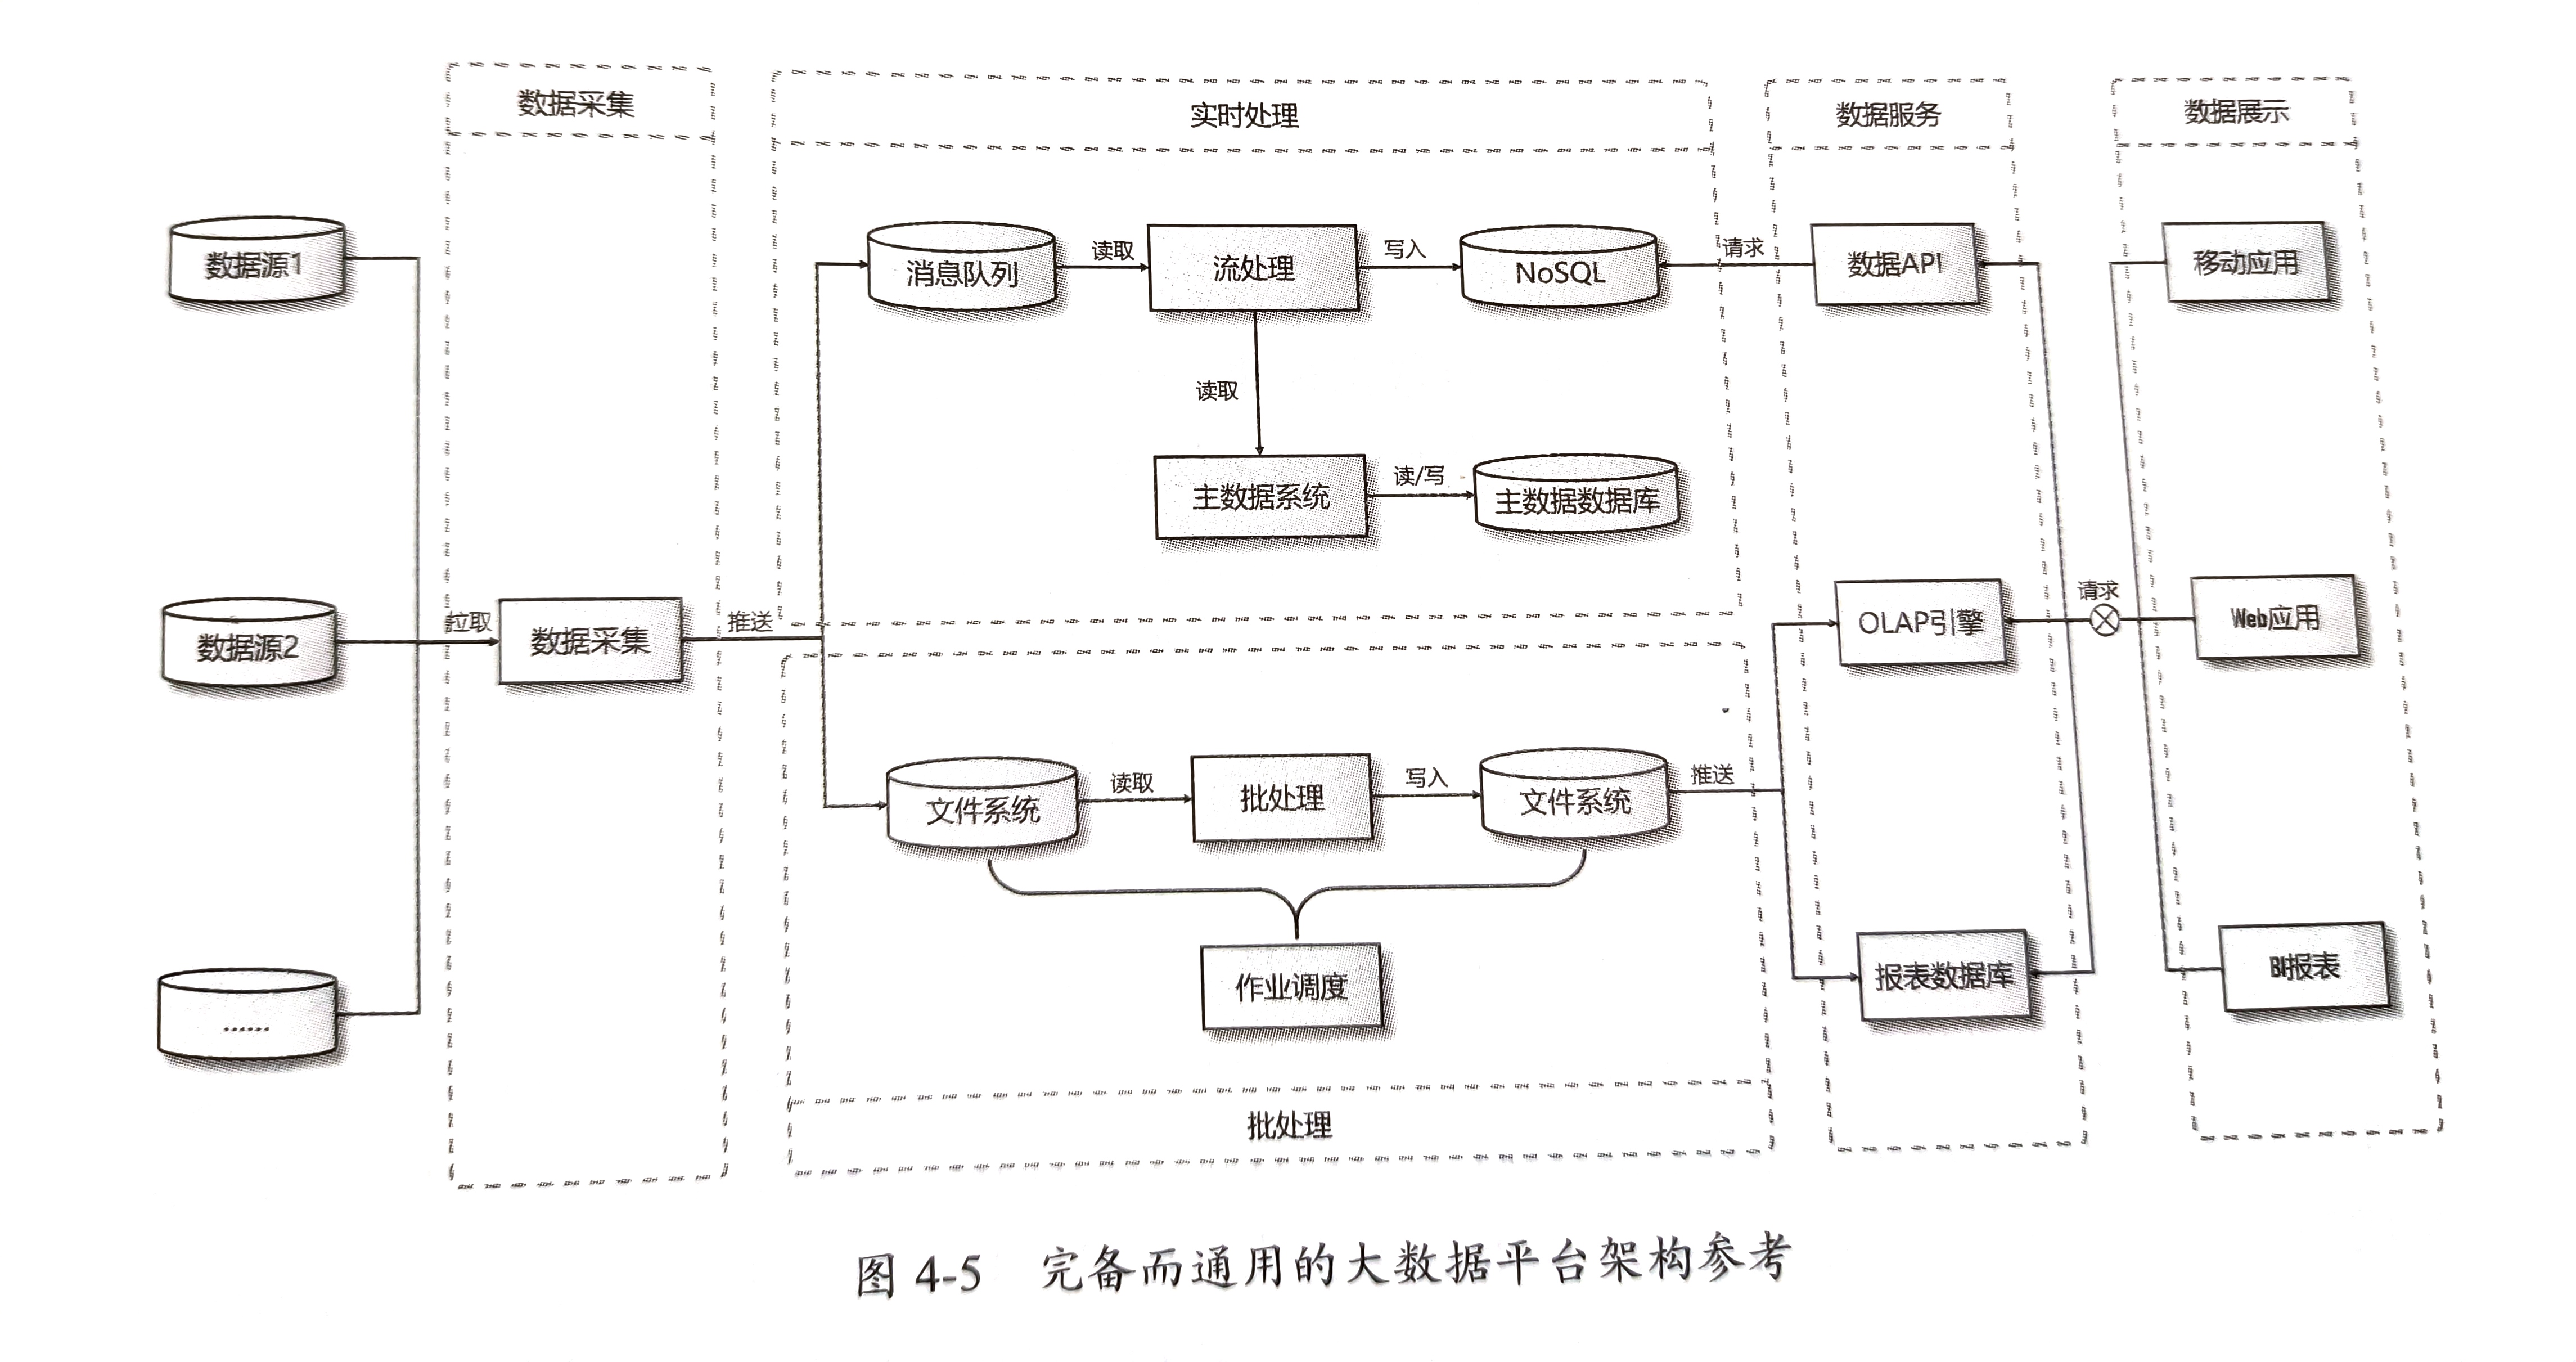 数据采集
实时处理
数据服务
数据展示
数据源1
消息队列
读取
流处理
写入
NoSQL
请求
数据API
移动应用
读取
主数据系统
读/写
主数据数据库
数据源2
拉取
数据采集
推送
OLAP引擎
请求
Web应用
文件系统
读取
批处理
写入
文件系统
推送
......
作业调度
报表数据库
BI报表
批处理
图 4-5 完备而通用的大数据平台架构参考